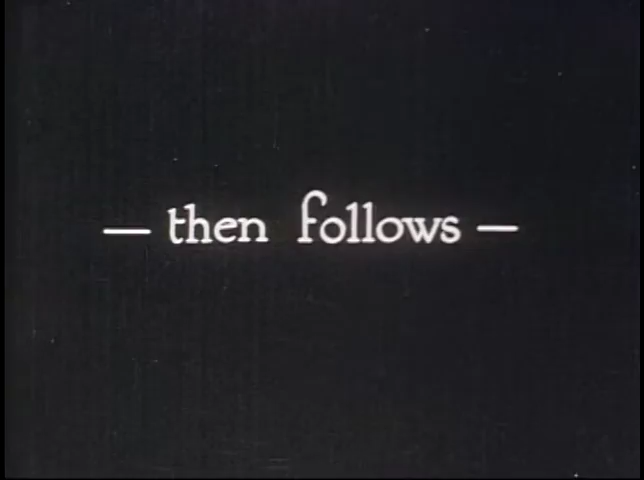 — then follows —